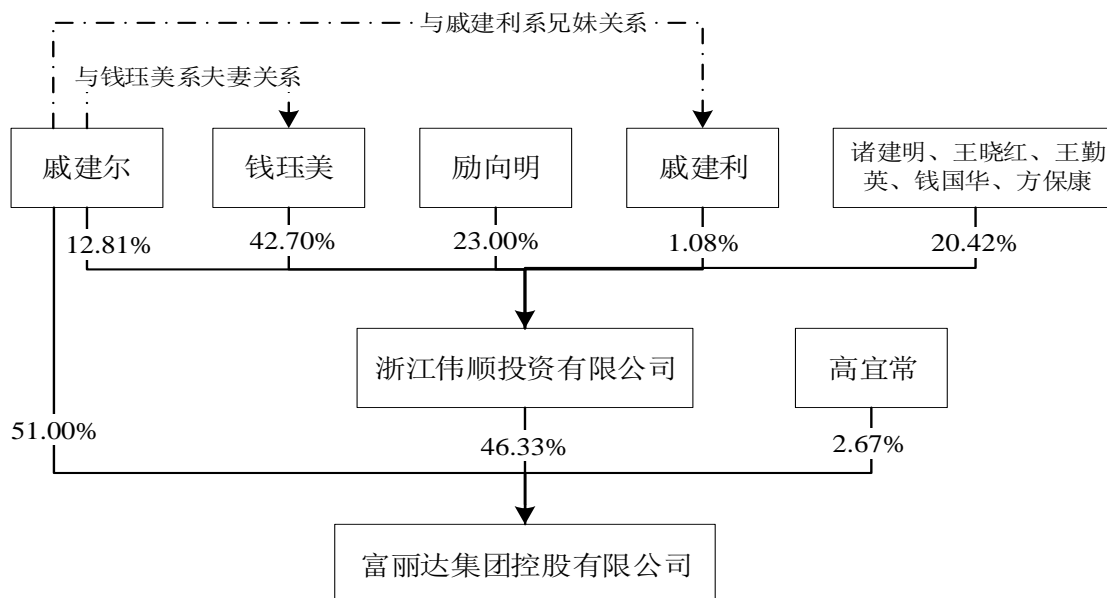 与戚建利系兄妹关系
与钱珏美系夫妻关系
戚建尔
钱珏美
励向明
戚建利
诸建明、王晓红、王勤
英、钱国华、方保康
12.81%
42.70%
23.00%
1.08%
20.42%
浙江伟顺投资有限公司
高宜常
51.00%
46.33%
2.67%
富丽达集团控股有限公司